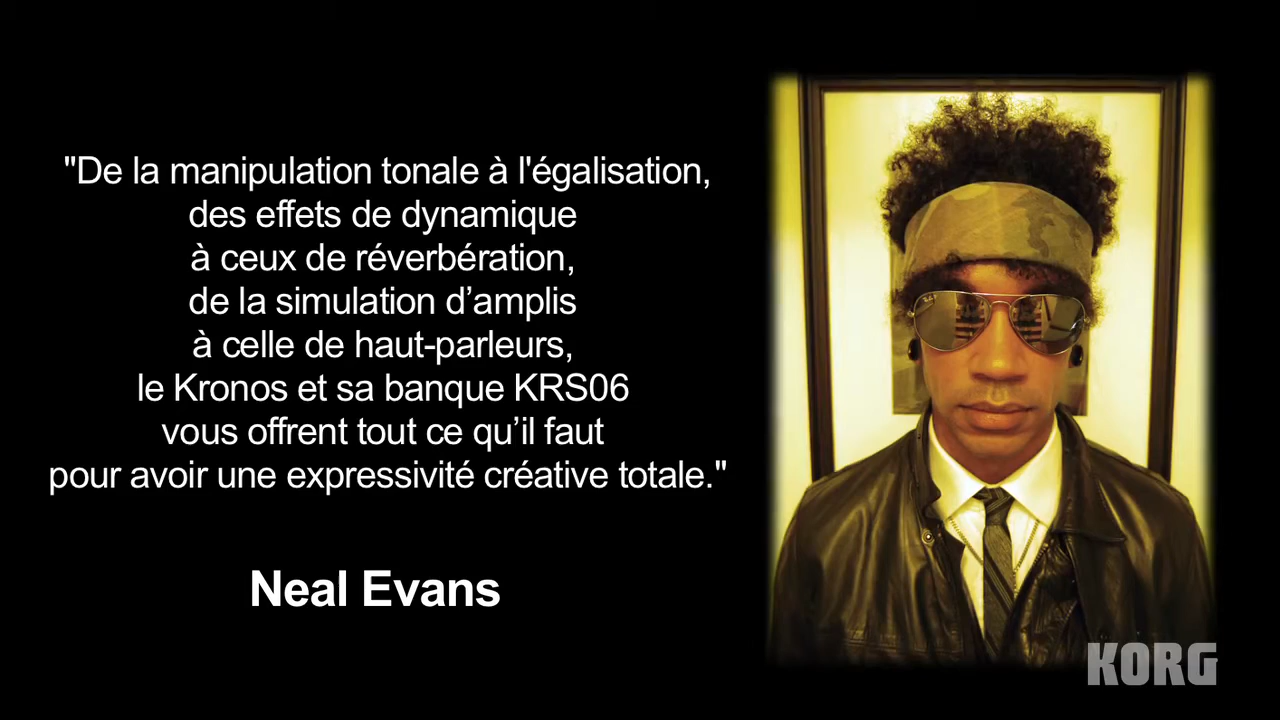 "De la manipulation tonale à l'égalisation,
des effets de dynamique
à ceux de réverbération,
de la simulation d’amplis
à celle de haut-parleurs,
le Kronos et sa banque KRS06
vous offrent tout ce qu’il faut
pour avoir une expressivité créative totale."
Neal Evans
KORG